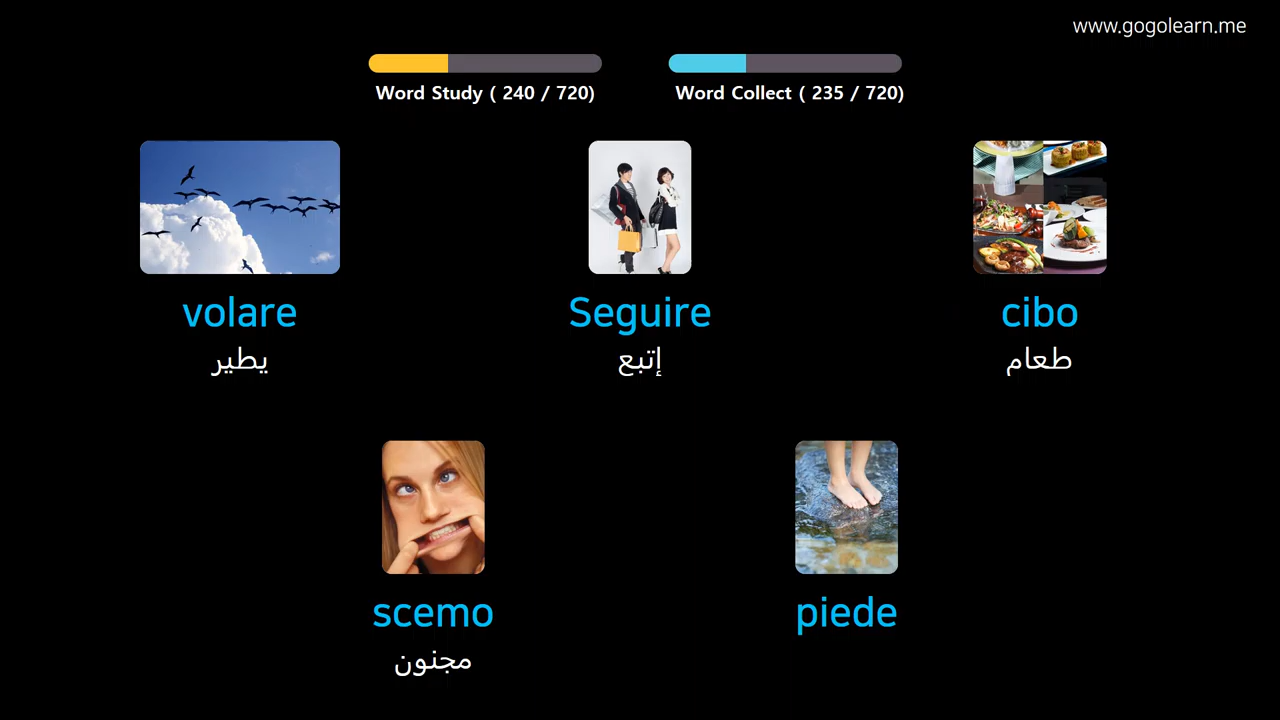 www.gogolearn.me
Word Study ( 240 / 720)
Word Collect ( 235 / 720)
volare
يطير
Seguire
إتبع
cibo
طعام
scemo
مجنون
piede